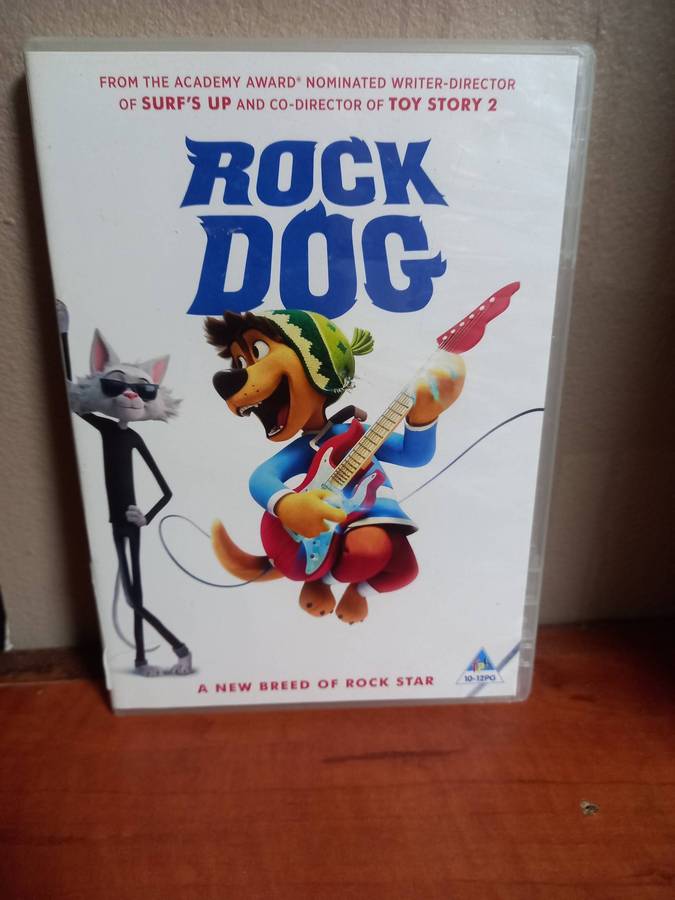 FROM THE ACADEMY AWARD® NOMINATED WRITER-DIRECTOR
OF SURF'S UP AND CO-DIRECTOR OF TOY STORY 2
ROCK
DOG
A NEW BREED OF ROCK STAR
10-12PG